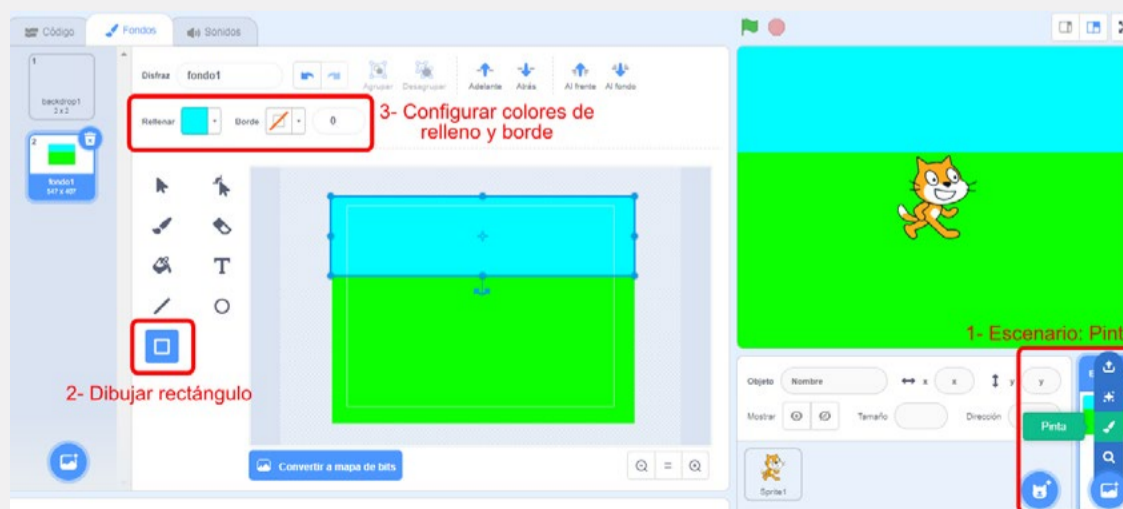 Código
Fondos
Sonidos
1
backdrop1
2 x 2
2
fondo1
547 x 407
Disfraz
fondo1
Agrupar
Desagrupar
Adelante
Atrás
Al frente
Al fondo
Rellenar
Borde
0
3- Configurar colores de
relleno y borde
T
2- Dibujar rectángulo
Convertir a mapa de bits
1- Escenario: Pint
Objeto
Nombre
x
x
y
y
Mostrar
Tamaño
Dirección
Pinta
Sprite1